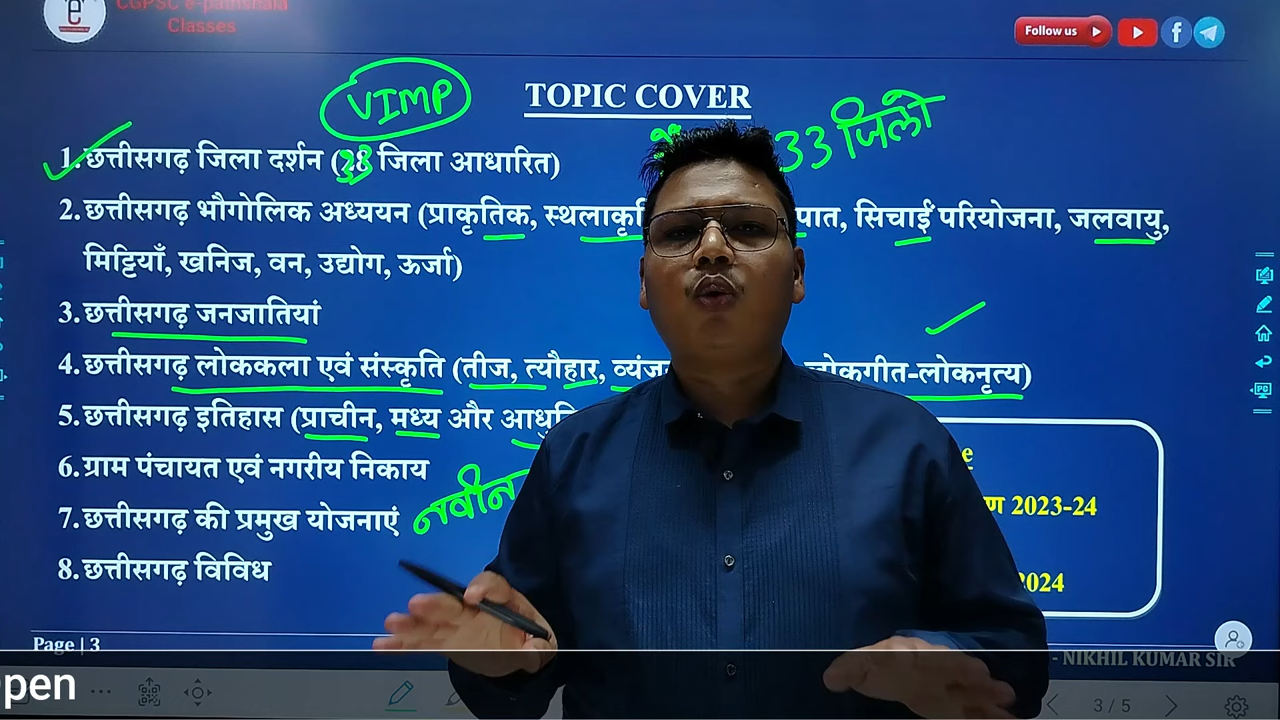 CGPSC e-pathshala
Classes
Follow us
VIMP
TOPIC COVER
33 जिलो
1. छत्तीसगढ़ जिला दर्शन (28 जिला आधारित)
33
2. छत्तीसगढ़ भौगोलिक अध्ययन (प्राकृतिक, स्थलाकृ पात, सिचाईं परियोजना, जलवायु,
मिट्टियाँ, खनिज, वन, उद्योग, ऊर्जा)
3. छत्तीसगढ़ जनजातियां
4. छत्तीसगढ़ लोककला एवं संस्कृति (तीज, त्यौहार, व्यंज लोकगीत-लोकनृत्य)
5. छत्तीसगढ़ इतिहास (प्राचीन, मध्य और आधु
6. ग्राम पंचायत एवं नगरीय निकाय
नवीन
7. छत्तीसगढ़ की प्रमुख योजनाएं
8. छत्तीसगढ़ विविध
e
ण 2023-24
2024
Page | 3
- NIKHIL KUMAR SIR
pen
3 / 5